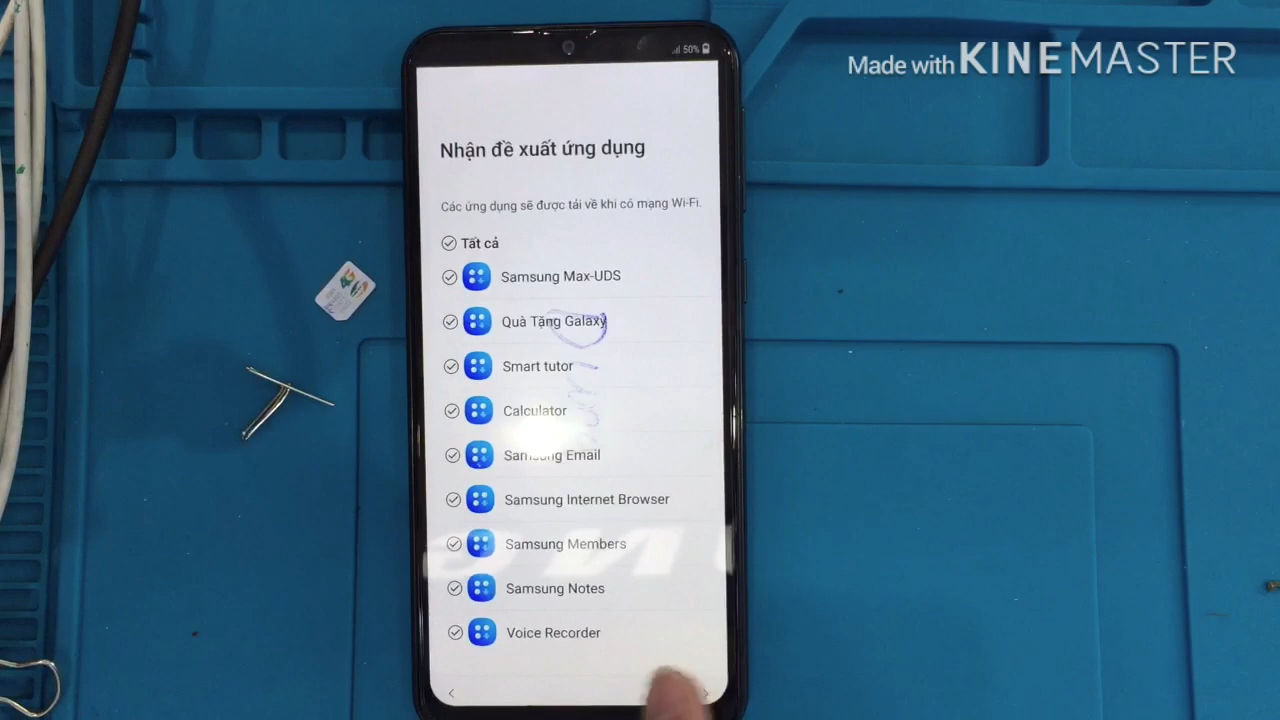 50%
Made with KINEMASTER
Nhận đề xuất ứng dụng
Các ứng dụng sẽ được tải về khi có mạng Wi-Fi.
Tất cả
Samsung Max-UDS
Quà Tặng Galaxy
Smart tutor
Calculator
Samsung Email
Samsung Internet Browser
Samsung Members
Samsung Notes
Voice Recorder
4G